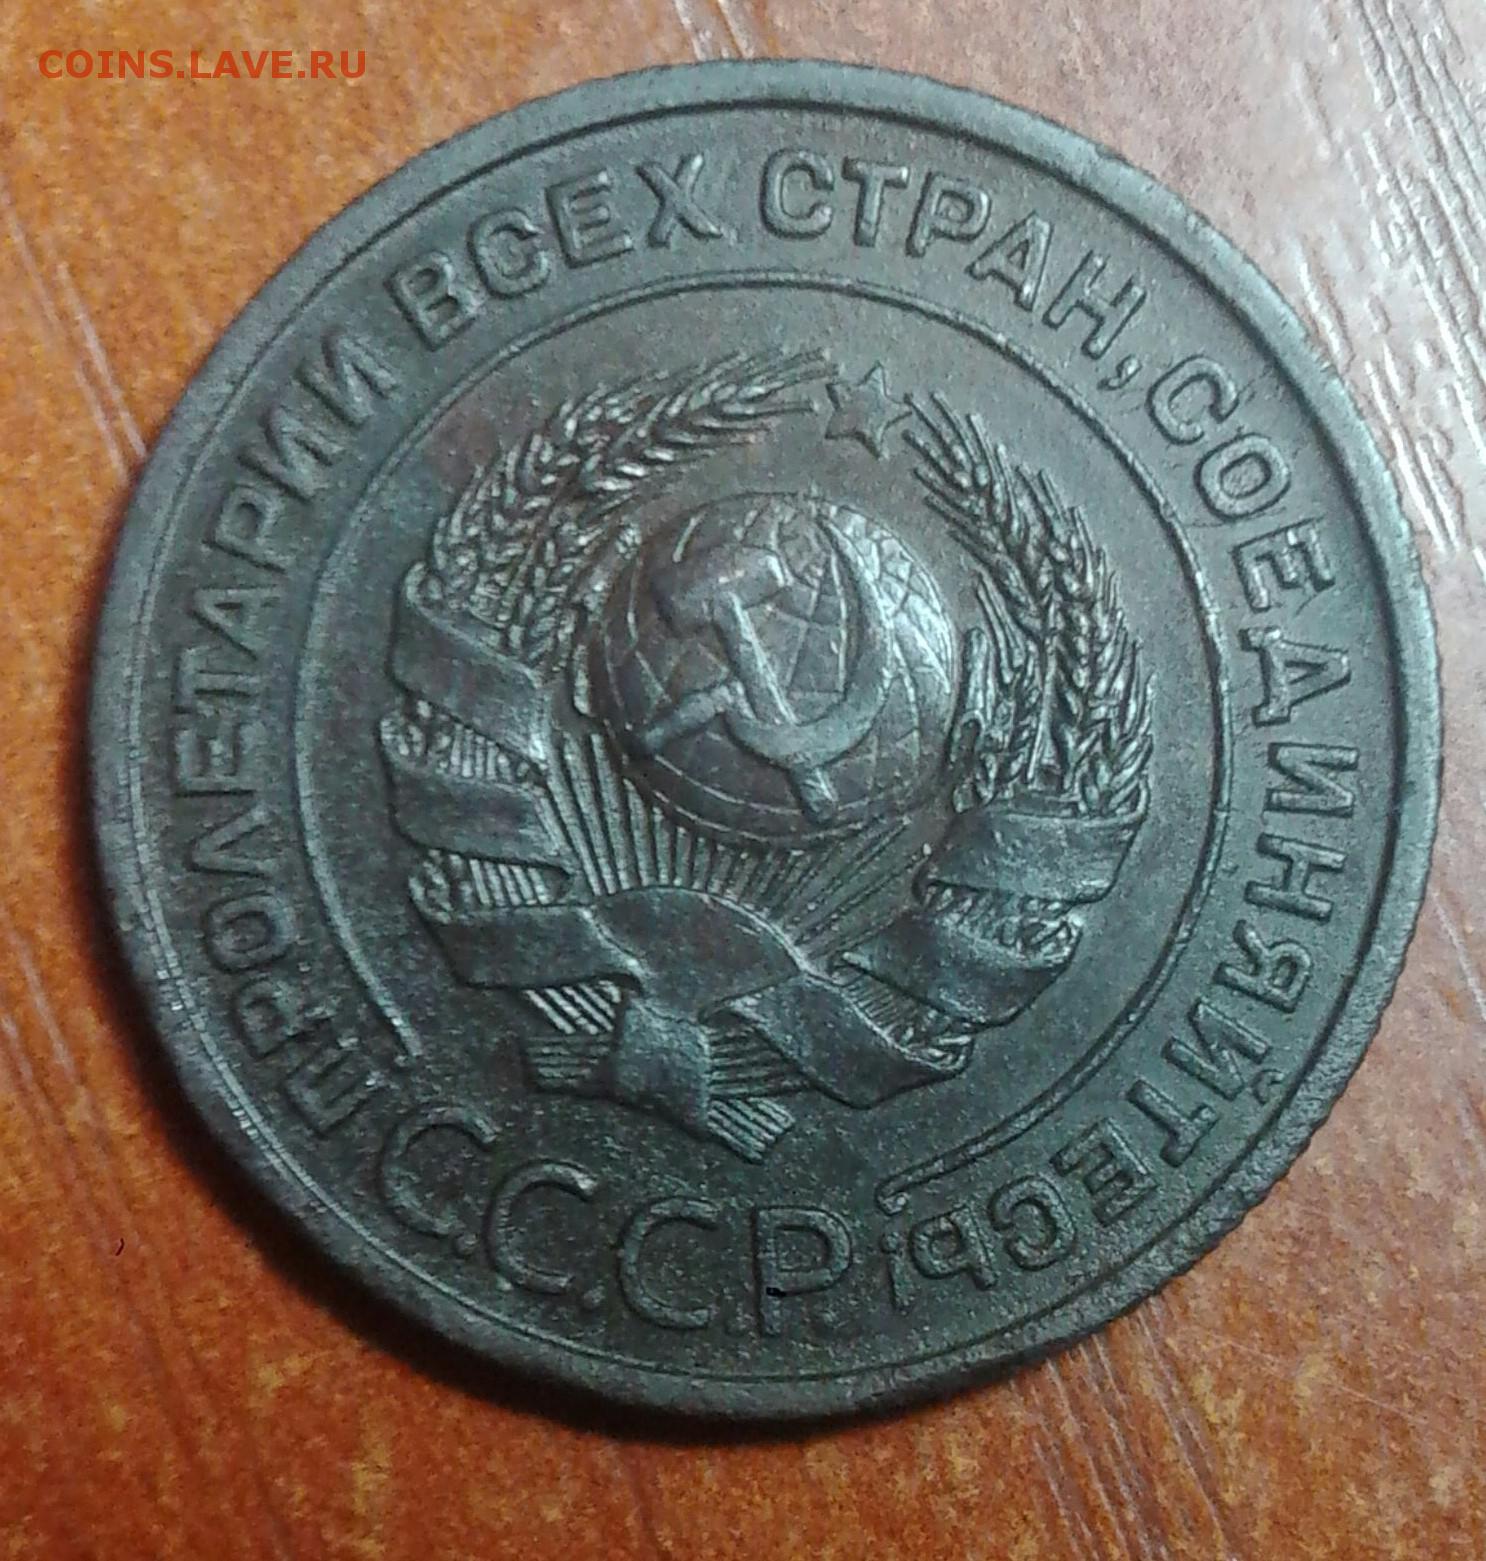 COINS.LAVE.RU
ПРОЛЕТАРИИ ВСЕХ СТРАН, СОЕДИНЯЙТЕСЬ!
С.С.С.Р.